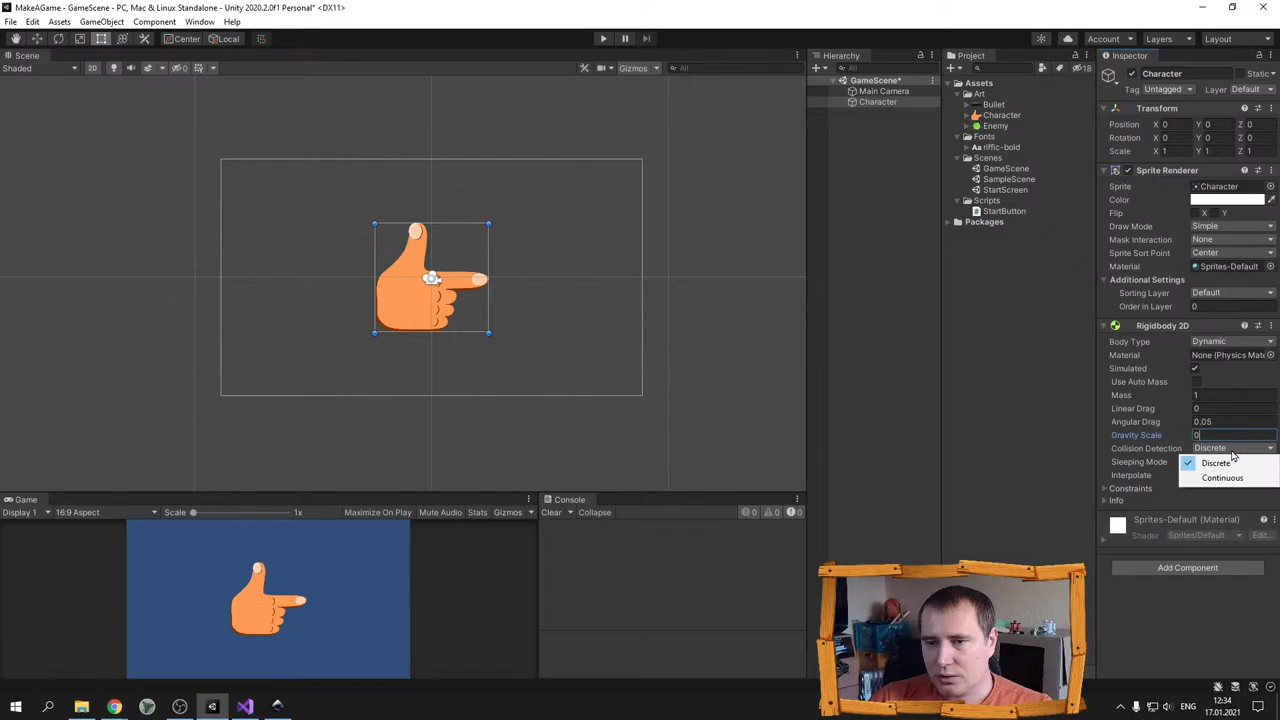 MakeAGame - GameScene - PC, Mac & Linux Standalone - Unity 2020.2.0f1 Personal* <DX11>
File Edit Assets GameObject Component Window Help
Center Local Account Layers Layout
Scene
Shaded 2D 0 Gizmos All
Hierarchy
All
GameScene*
Main Camera
Character
Project
18
Assets
Art
Bullet
Character
Enemy
Fonts
Aa riffic-bold
Scenes
GameScene
SampleScene
StartScreen
Scripts
StartButton
Packages
Inspector
Character Static
Tag Untagged Layer Default
Transform
Position X 0 Y 0 Z 0
Rotation X 0 Y 0 Z 0
Scale X 1 Y 1 Z 1
Sprite Renderer
Sprite Character
Color
Flip X Y
Draw Mode Simple
Mask Interaction None
Sprite Sort Point Center
Material Sprites-Default
Additional Settings
Sorting Layer Default
Order in Layer 0
Rigidbody 2D
Body Type Dynamic
Material None (Physics Mate
Simulated
Use Auto Mass
Mass 1
Linear Drag 0
Angular Drag 0.05
Gravity Scale 0
Collision Detection Discrete
Sleeping Mode Discrete
Interpolate Continuous
Constraints
Info
Sprites-Default (Material)
Shader Sprites/Default Edit...
Add Component
Game
Display 1 16:9 Aspect Scale 1x Maximize On Play Mute Audio Stats Gizmos
Console
Clear Collapse 0 0 0
ENG
12:34
17.01.2021